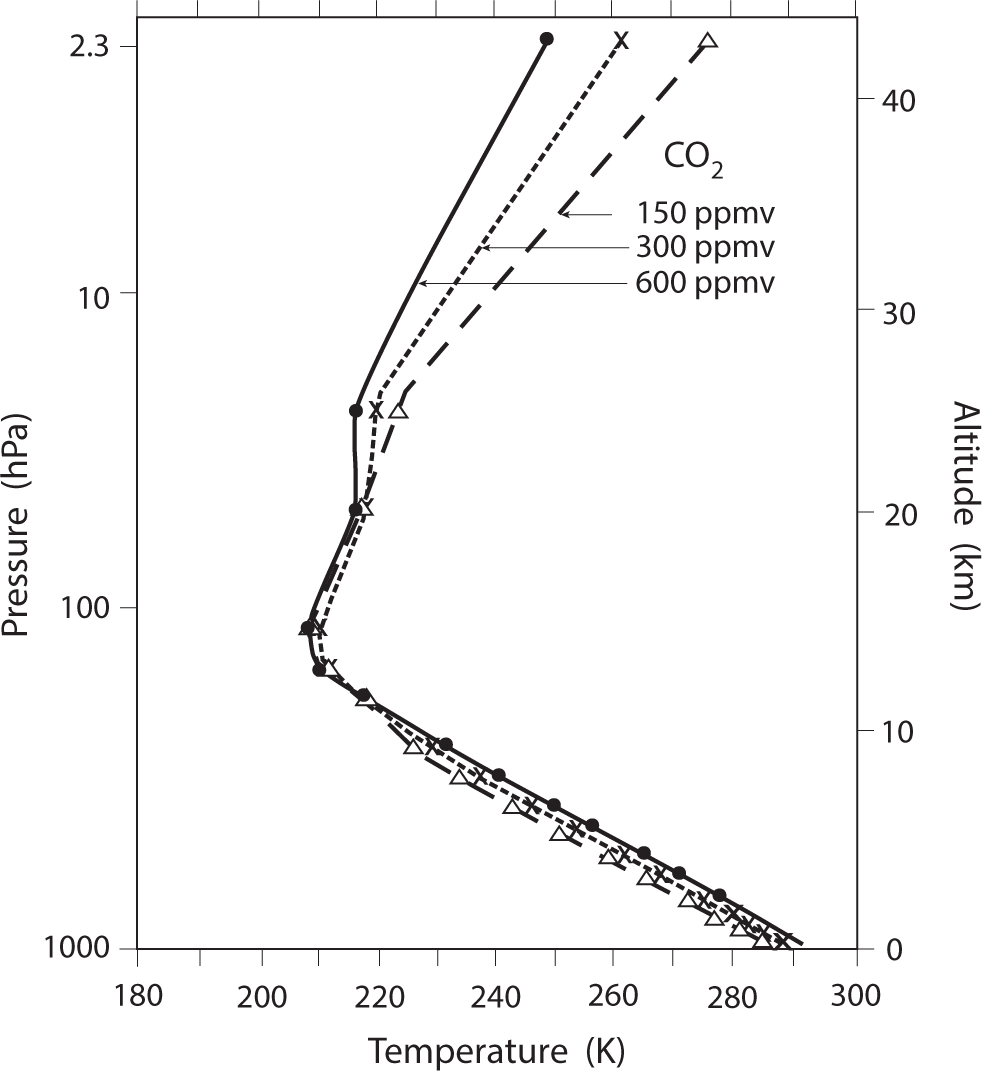 2.3
10
100
1000
Pressure (hPa)
CO2
150 ppmv
300 ppmv
600 ppmv
40
30
20
10
0
Altitude (km)
180
200
220
240
260
280
300
Temperature (K)